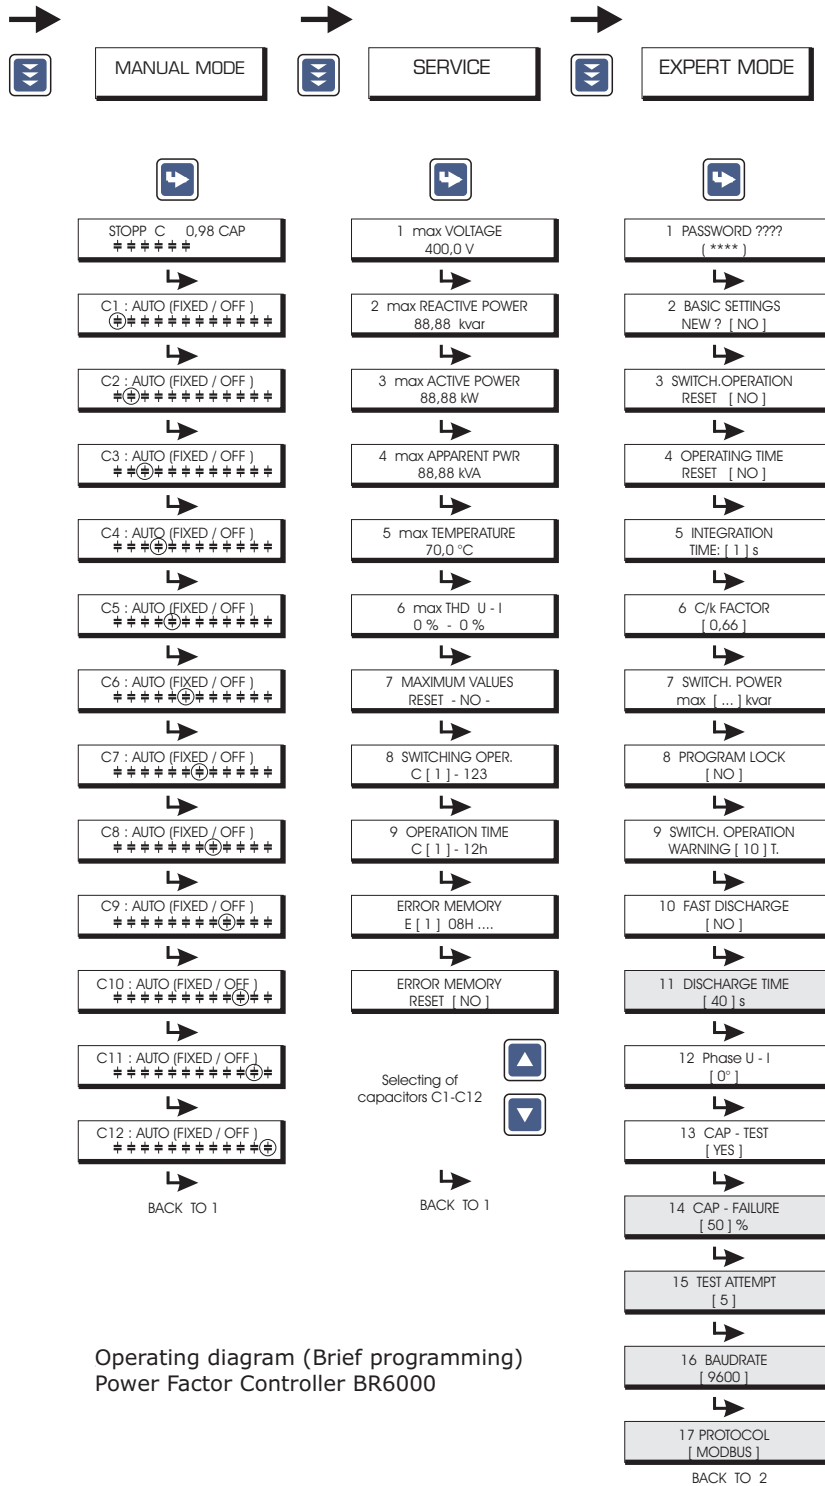 MANUAL MODE
STOPP C 0,98 CAP
C1 : AUTO (FIXED / OFF )
C2 : AUTO (FIXED / OFF )
C3 : AUTO (FIXED / OFF )
C4 : AUTO (FIXED / OFF )
C5 : AUTO (FIXED / OFF )
C6 : AUTO (FIXED / OFF )
C7 : AUTO (FIXED / OFF )
C8 : AUTO (FIXED / OFF )
C9 : AUTO (FIXED / OFF )
C10 : AUTO (FIXED / OFF )
C11 : AUTO (FIXED / OFF )
C12 : AUTO (FIXED / OFF )
BACK TO 1
SERVICE
1 max VOLTAGE
400,0 V
2 max REACTIVE POWER
88,88 kvar
3 max ACTIVE POWER
88,88 kW
4 max APPARENT PWR
88,88 kVA
5 max TEMPERATURE
70,0 °C
6 max THD U - I
0 % - 0 %
7 MAXIMUM VALUES
RESET - NO -
8 SWITCHING OPER.
C [ 1 ] - 123
9 OPERATION TIME
C [ 1 ] - 12h
ERROR MEMORY
E [ 1 ] 08H ....
ERROR MEMORY
RESET [ NO ]
Selecting of
capacitors C1-C12
BACK TO 1
EXPERT MODE
1 PASSWORD ????
( **** )
2 BASIC SETTINGS
NEW ? [ NO ]
3 SWITCH.OPERATION
RESET [ NO ]
4 OPERATING TIME
RESET [ NO ]
5 INTEGRATION
TIME: [ 1 ] s
6 C/k FACTOR
[ 0,66 ]
7 SWITCH. POWER
max [ ... ] kvar
8 PROGRAM LOCK
[ NO ]
9 SWITCH. OPERATION
WARNING [ 10 ] T.
10 FAST DISCHARGE
[ NO ]
11 DISCHARGE TIME
[ 40 ] s
12 Phase U - I
[ 0° ]
13 CAP - TEST
[ YES ]
14 CAP - FAILURE
[ 50 ] %
15 TEST ATTEMPT
[ 5 ]
16 BAUDRATE
[ 9600 ]
17 PROTOCOL
[ MODBUS ]
BACK TO 2
Operating diagram (Brief programming)
Power Factor Controller BR6000